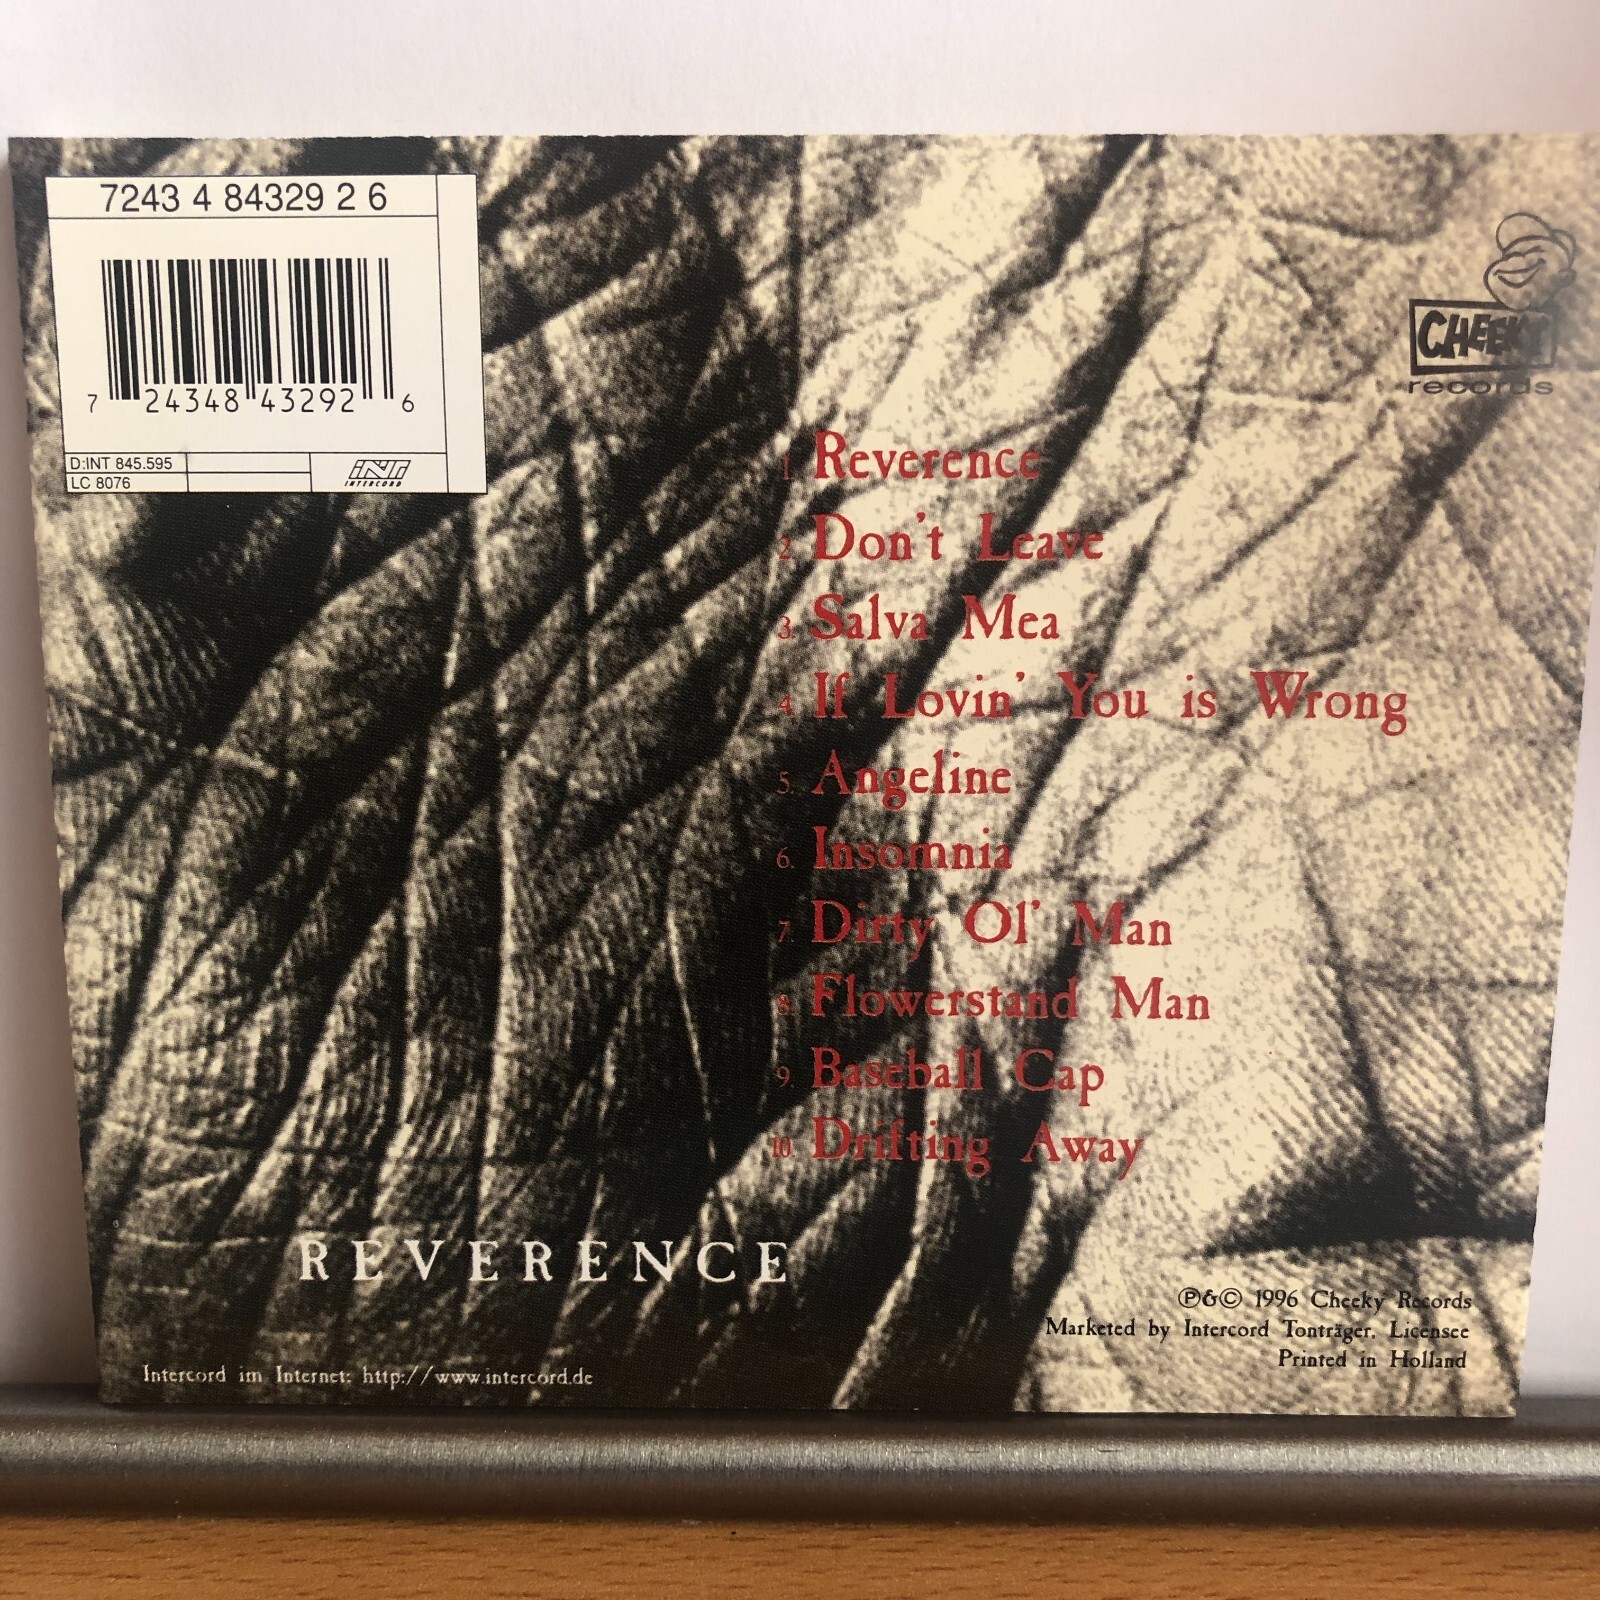 7243 4 84329 2 6
7 24348 43292 6
D:INT 845.595
LC 8076
INT
INTERCORD
CHEEKY
records
1. Reverence
2. Don't Leave
3. Salva Mea
4. If Lovin' You is Wrong
5. Angeline
6. Insomnia
7. Dirty Ol' Man
8. Flowerstand Man
9. Baseball Cap
10. Drifting Away
REVERENCE
℗&© 1996 Cheeky Records
Marketed by Intercord Tonträger. Licensee
Printed in Holland
Intercord im Internet: http://www.intercord.de